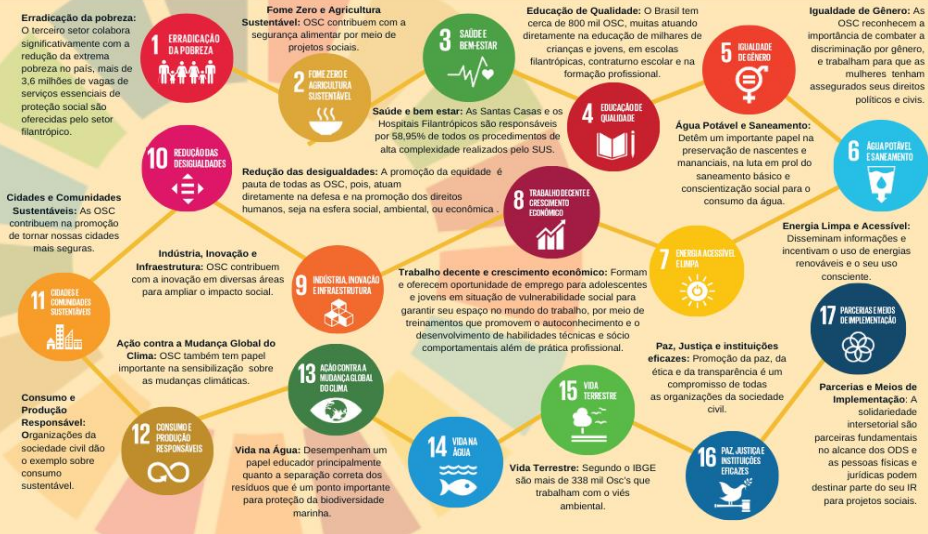 Erradicação da pobreza:
O terceiro setor colabora
significativamente com a
redução da extrema
pobreza no país, mais de
3,6 milhões de vagas de
serviços essenciais de
proteção social são
oferecidas pelo setor
filantrópico.
1 ERRADICAÇÃO
DA POBREZA
Fome Zero e Agricultura
Sustentável: OSC contribuem com a
segurança alimentar por meio de
projetos sociais.
2 FOME ZERO E
AGRICULTURA
SUSTENTÁVEL
3 SAÚDE E
BEM-ESTAR
Saúde e bem estar: As Santas Casas e os
Hospitais Filantrópicos são responsáveis
por 58,95% de todos os procedimentos de
alta complexidade realizados pelo SUS.
Educação de Qualidade: O Brasil tem
cerca de 800 mil OSC, muitas atuando
diretamente na educação de milhares de
crianças e jovens, em escolas
filantrópicas, contraturno escolar e na
formação profissional.
4 EDUCAÇÃO DE
QUALIDADE
5 IGUALDADE
DE GÊNERO
Igualdade de Gênero: As
OSC reconhecem a
importância de combater a
discriminação por gênero,
e trabalham para que as
mulheres tenham
assegurados seus direitos
políticos e civis.
Água Potável e Saneamento:
Detêm um importante papel na
preservação de nascentes e
mananciais, na luta em prol do
saneamento básico e
conscientização social para o
consumo da água.
6 ÁGUA POTÁVEL
E SANEAMENTO
10 REDUÇÃO DAS
DESIGUALDADES
Redução das desigualdades: A promoção da equidade é
pauta de todas as OSC, pois, atuam
diretamente na defesa e na promoção dos direitos
humanos, seja na esfera social, ambiental, ou econômica .
8 TRABALHO DECENTE E
CRESCIMENTO
ECONÔMICO
7 ENERGIA ACESSÍVEL
E LIMPA
Energia Limpa e Acessível:
Disseminam informações e
incentivam o uso de energias
renováveis e o seu uso
consciente.
Cidades e Comunidades
Sustentáveis: As OSC
contribuem na promoção
de tornar nossas cidades
mais seguras.
Indústria, Inovação e
Infraestrutura: OSC contribuem
com a inovação em diversas áreas
para ampliar o impacto social.
9 INDÚSTRIA, INOVAÇÃO
E INFRAESTRUTURA
Trabalho decente e crescimento econômico: Formam
e oferecem oportunidade de emprego para adolescentes
e jovens em situação de vulnerabilidade social para
garantir seu espaço no mundo do trabalho, por meio de
treinamentos que promovem o autoconhecimento e o
desenvolvimento de habilidades técnicas e sócio
comportamentais além de prática profissional.
11 CIDADES E
COMUNIDADES
SUSTENTÁVEIS
17 PARCERIAS E MEIOS
DE IMPLEMENTAÇÃO
Ação contra a Mudança Global do
Clima: OSC também tem papel
importante na sensibilização sobre
as mudanças climáticas.
13 AÇÃO CONTRA A
MUDANÇA GLOBAL
DO CLIMA
Paz, Justiça e instituições
eficazes: Promoção da paz, da
ética e da transparência é um
compromisso de todas
as organizações da sociedade
civil.
Consumo e
Produção
Responsável:
Organizações da
sociedade civil dão
o exemplo sobre
consumo
sustentável.
12 CONSUMO E
PRODUÇÃO
RESPONSÁVEIS
Vida na Água: Desempenham um
papel educador principalmente
quanto a separação correta dos
resíduos que é um ponto importante
para proteção da biodiversidade
marinha.
14 VIDA NA
ÁGUA
15 VIDA
TERRESTRE
Vida Terrestre: Segundo o IBGE
são mais de 338 mil Osc's que
trabalham com o viés
ambiental.
16 PAZ, JUSTIÇA E
INSTITUIÇÕES
EFICAZES
Parcerias e Meios de
Implementação: A
solidariedade
intersetorial são
parceiras fundamentais
no alcance dos ODS e
as pessoas físicas e
jurídicas podem
destinar parte do seu IR
para projetos sociais.